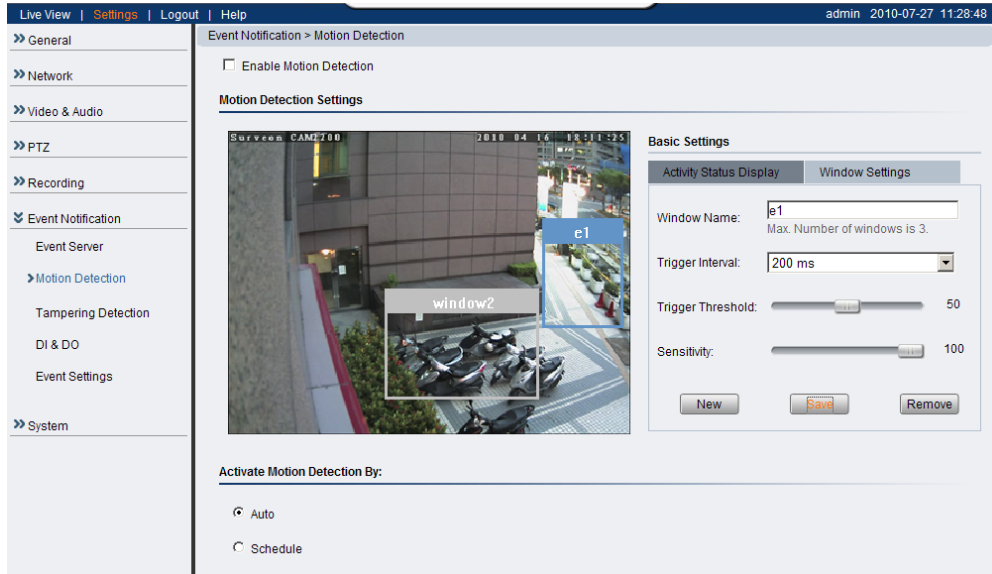 Live View | Settings | Logout | Help
admin 2010-07-27 11:28:48
General
Network
Video & Audio
PTZ
Recording
Event Notification
Event Server
Motion Detection
Tampering Detection
DI & DO
Event Settings
System
Event Notification > Motion Detection
Enable Motion Detection
Motion Detection Settings
Surveon CAM2200 2010 04 16 18:11:25
e1
window2
Basic Settings
Activity Status Display Window Settings
Window Name: e1
Max. Number of windows is 3.
Trigger Interval: 200 ms
Trigger Threshold: 50
Sensitivity: 100
New Save Remove
Activate Motion Detection By:
Auto
Schedule